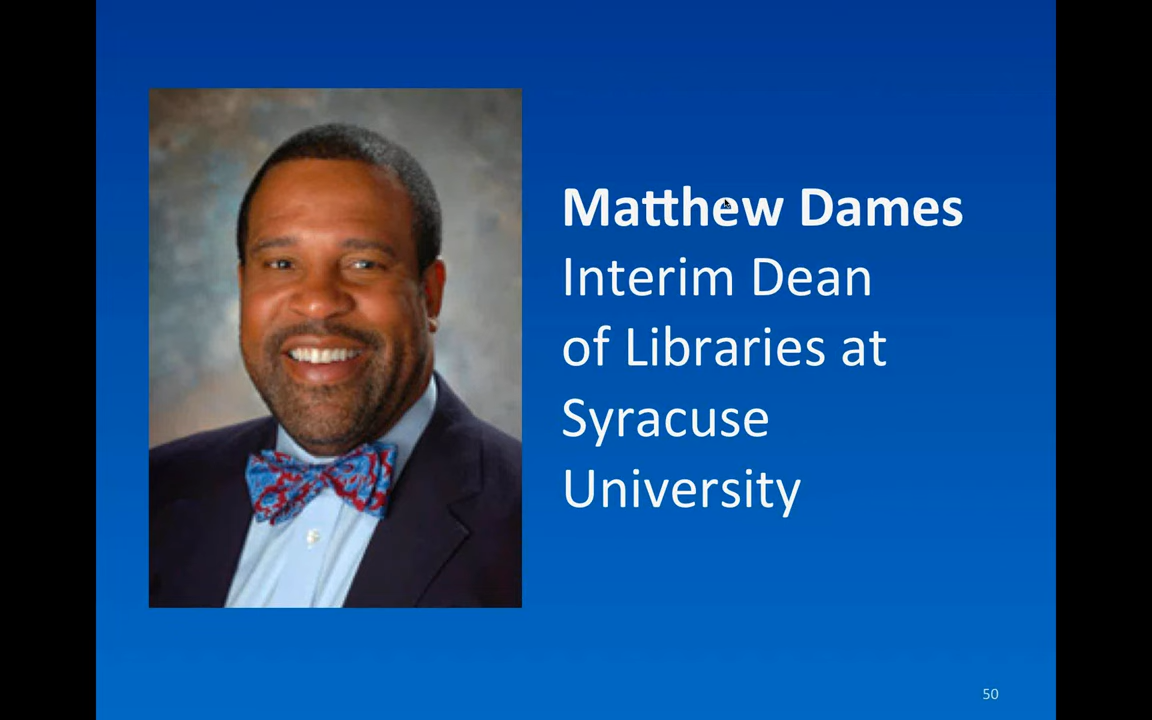 Matthew Dames
Interim Dean
of Libraries at
Syracuse
University
50